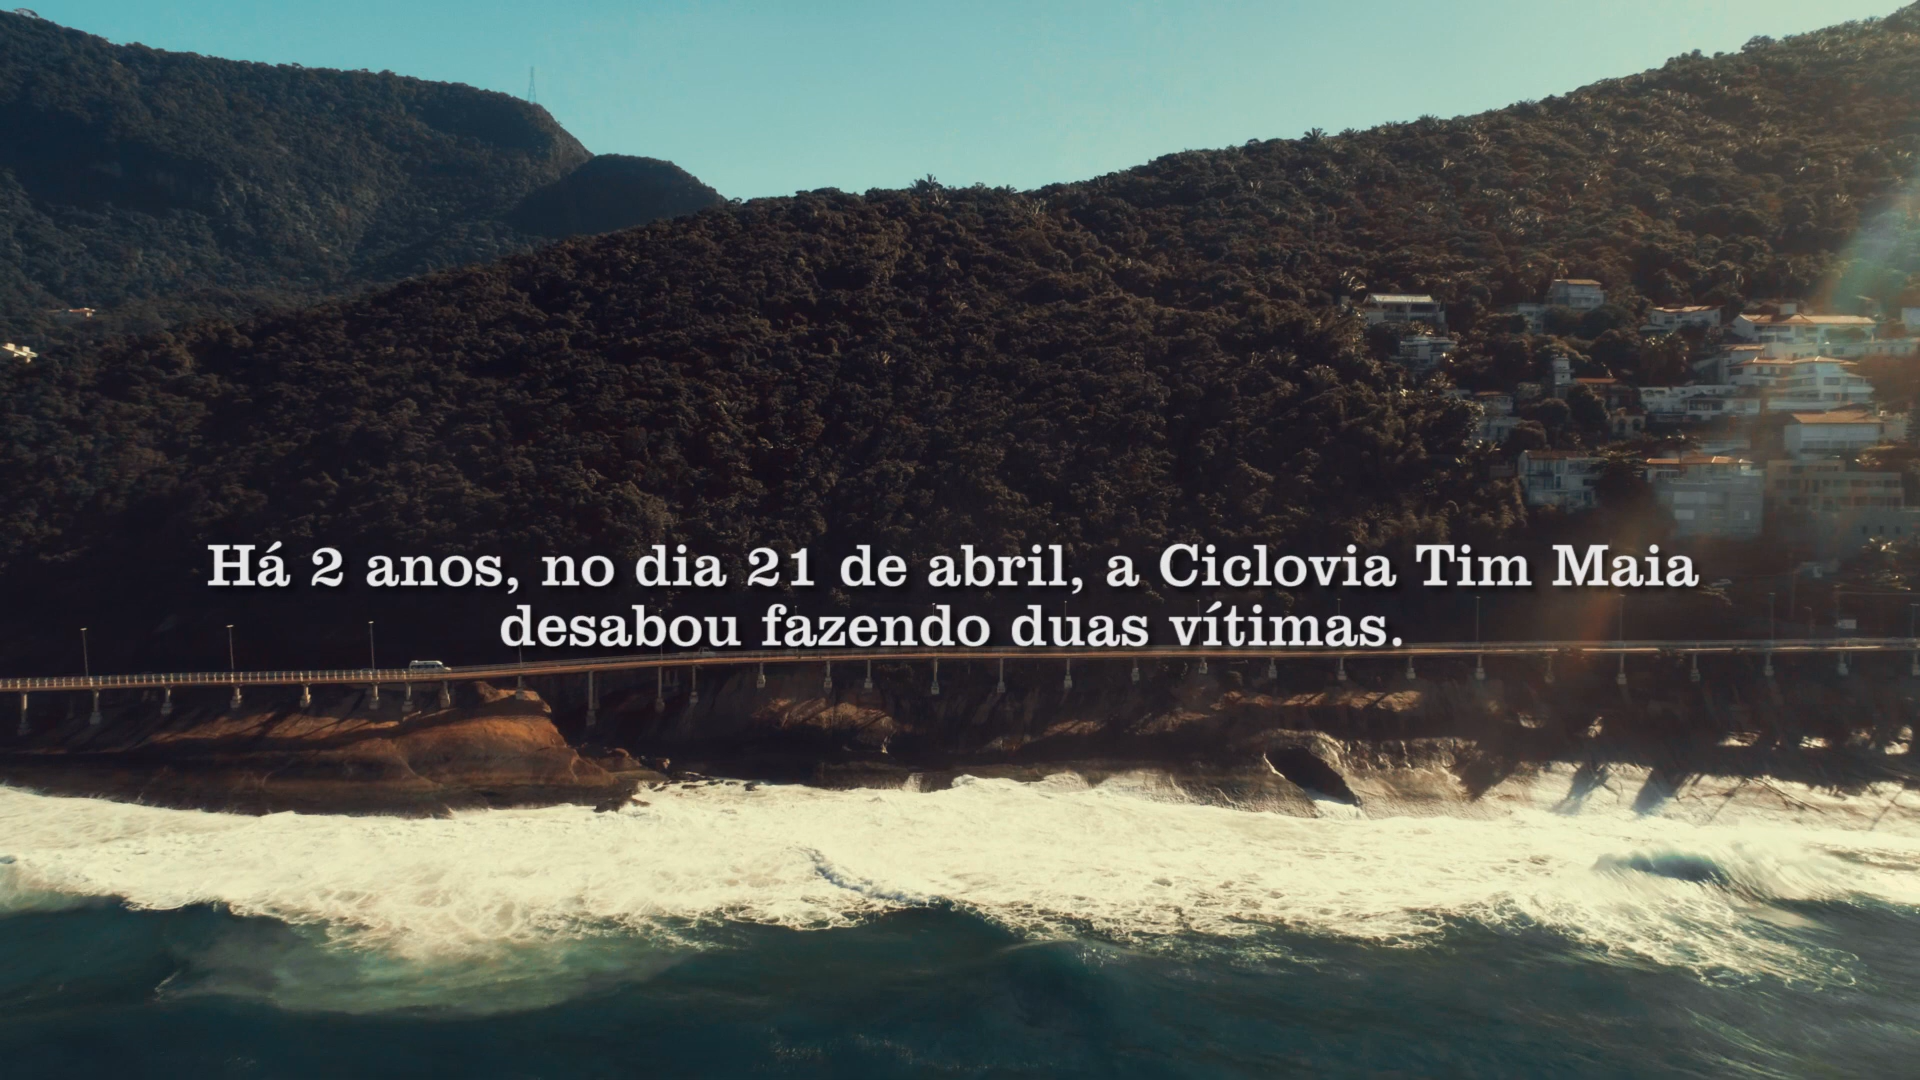 Há 2 anos, no dia 21 de abril, a Ciclovia Tim Maia
desabou fazendo duas vítimas.